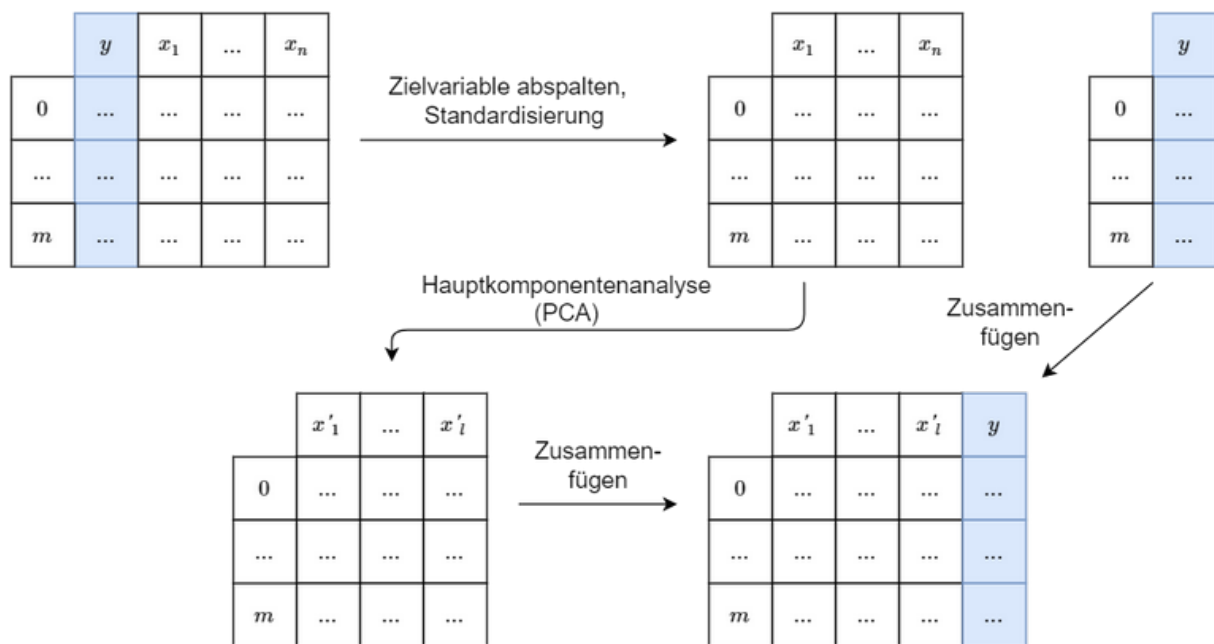 y x₁ ... xₙ
0 ... ... ... ...
... ... ... ... ...
m ... ... ... ...
Zielvariable abspalten,
Standardisierung
x₁ ... xₙ
0 ... ... ...
... ... ... ...
m ... ... ...
y
0 ...
... ...
m ...
Hauptkomponentenanalyse
(PCA)
Zusammen-
fügen
x'₁ ... x'ₗ
0 ... ... ...
... ... ... ...
m ... ... ...
Zusammen-
fügen
x'₁ ... x'ₗ y
0 ... ... ... ...
... ... ... ... ...
m ... ... ... ...